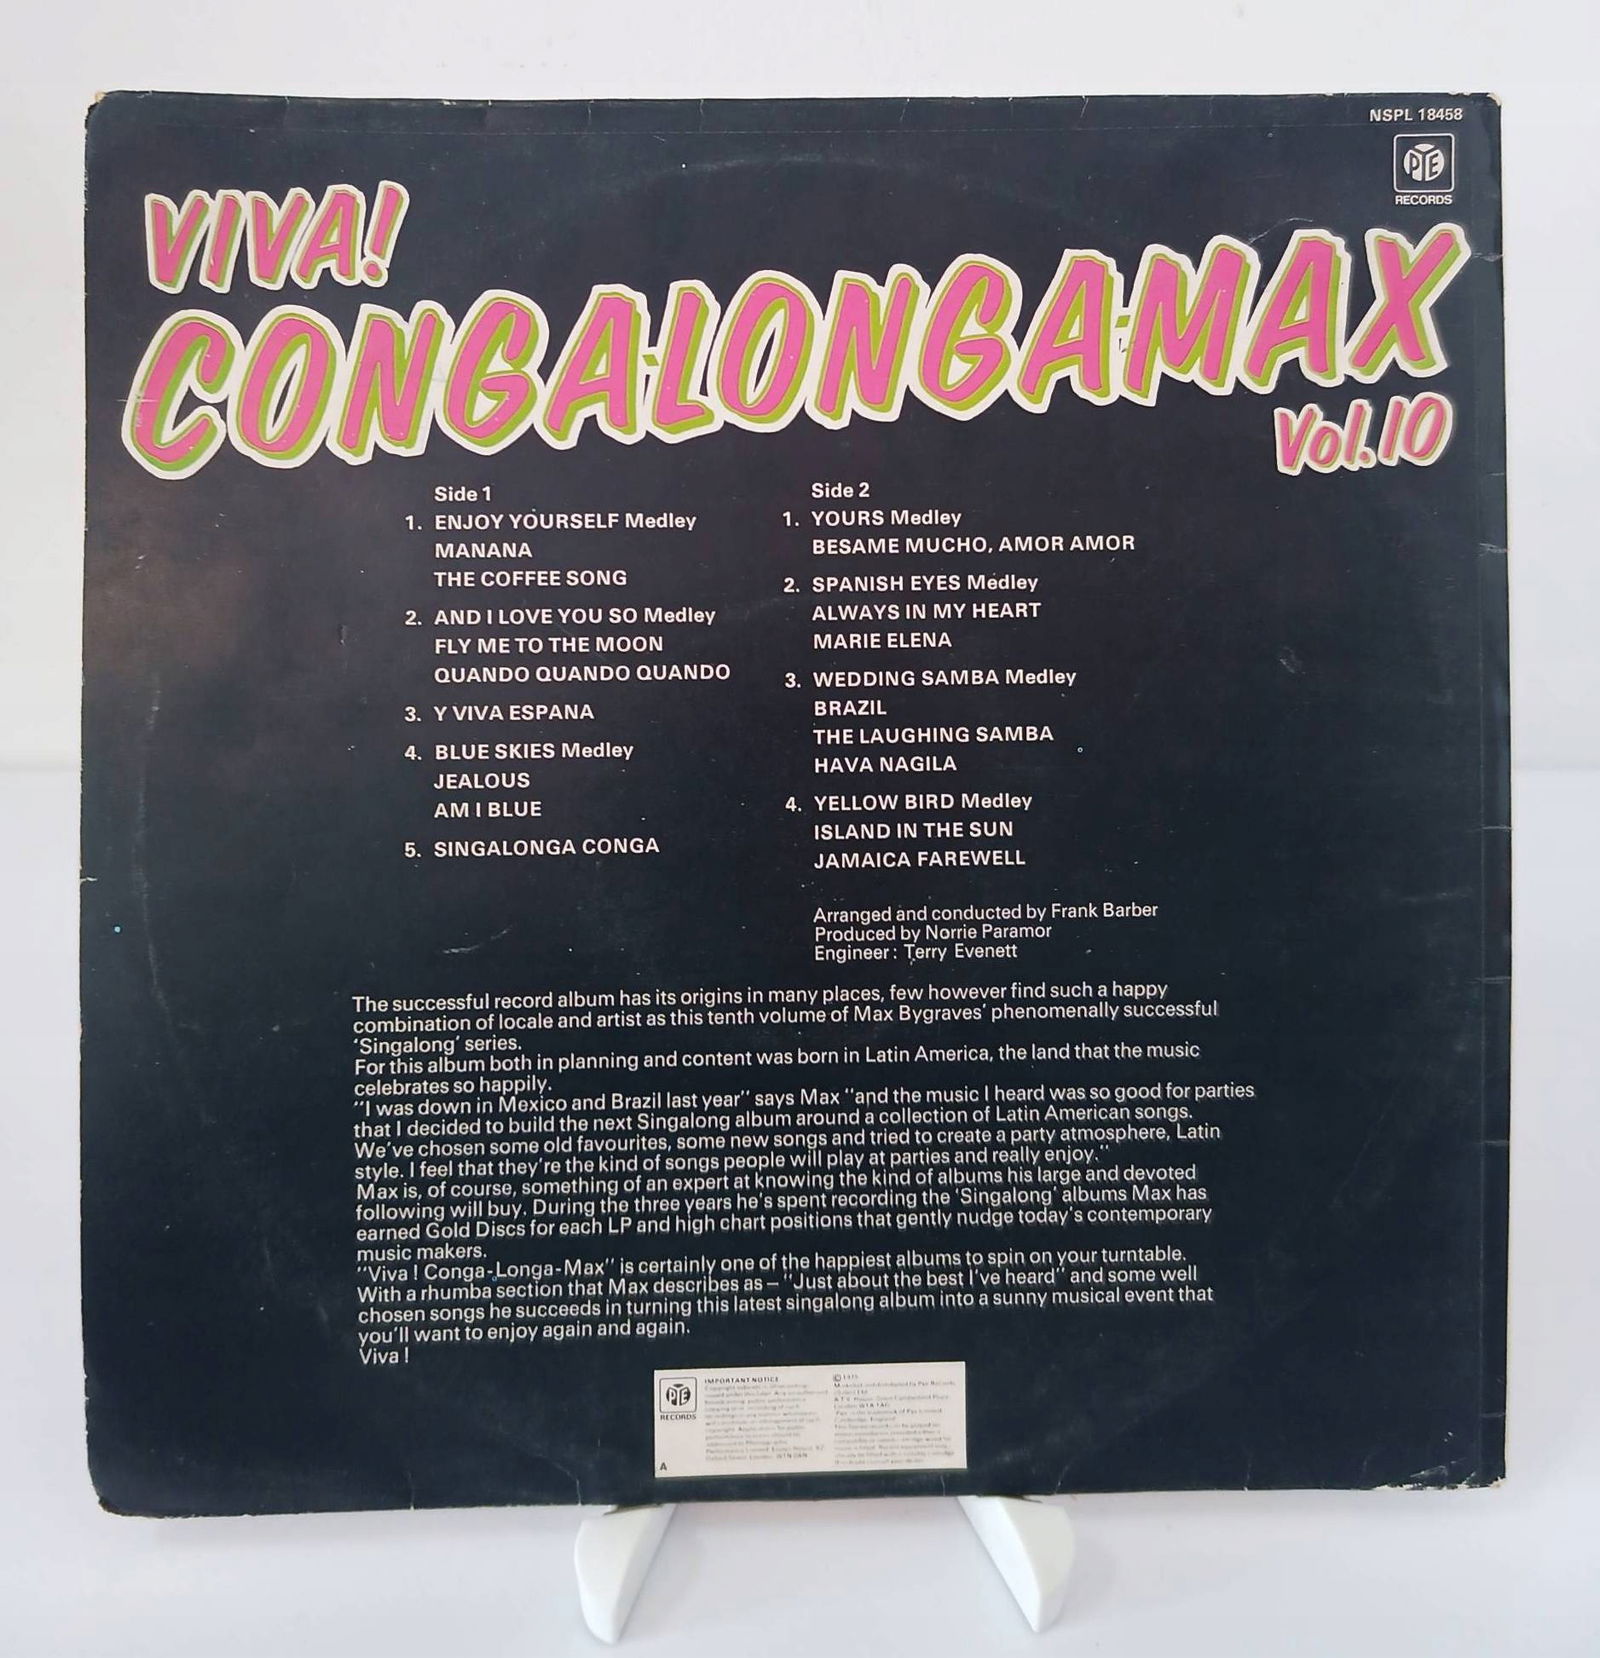 NSPL 18458
PYE
RECORDS
VIVA!
CONGA-LONGA-MAX
Vol.10
Side 1
1. ENJOY YOURSELF Medley
MANANA
THE COFFEE SONG
2. AND I LOVE YOU SO Medley
FLY ME TO THE MOON
QUANDO QUANDO QUANDO
3. Y VIVA ESPANA
4. BLUE SKIES Medley
JEALOUS
AM I BLUE
5. SINGALONGA CONGA
Side 2
1. YOURS Medley
BESAME MUCHO, AMOR AMOR
2. SPANISH EYES Medley
ALWAYS IN MY HEART
MARIE ELENA
3. WEDDING SAMBA Medley
BRAZIL
THE LAUGHING SAMBA
HAVA NAGILA
4. YELLOW BIRD Medley
ISLAND IN THE SUN
JAMAICA FAREWELL
Arranged and conducted by Frank Barber
Produced by Norrie Paramor
Engineer: Terry Evenett
The successful record album has its origins in many places, few however find such a happy
combination of locale and artist as this tenth volume of Max Bygraves' phenomenally successful
'Singalong' series.
For this album both in planning and content was born in Latin America, the land that the music
celebrates so happily.
"I was down in Mexico and Brazil last year" says Max "and the music I heard was so good for parties
that I decided to build the next Singalong album around a collection of Latin American songs.
We've chosen some old favourites, some new songs and tried to create a party atmosphere, Latin
style. I feel that they're the kind of songs people will play at parties and really enjoy."
Max is, of course, something of an expert at knowing the kind of albums his large and devoted
following will buy. During the three years he's spent recording the 'Singalong' albums Max has
earned Gold Discs for each LP and high chart positions that gently nudge today's contemporary
music makers.
"Viva! Conga-Longa-Max" is certainly one of the happiest albums to spin on your turntable.
With a rhumba section that Max describes as – "Just about the best I've heard" and some well
chosen songs he succeeds in turning this latest singalong album into a sunny musical event that
you'll want to enjoy again and again.
Viva!
PYE
RECORDS
A
IMPORTANT NOTICE
© 1975